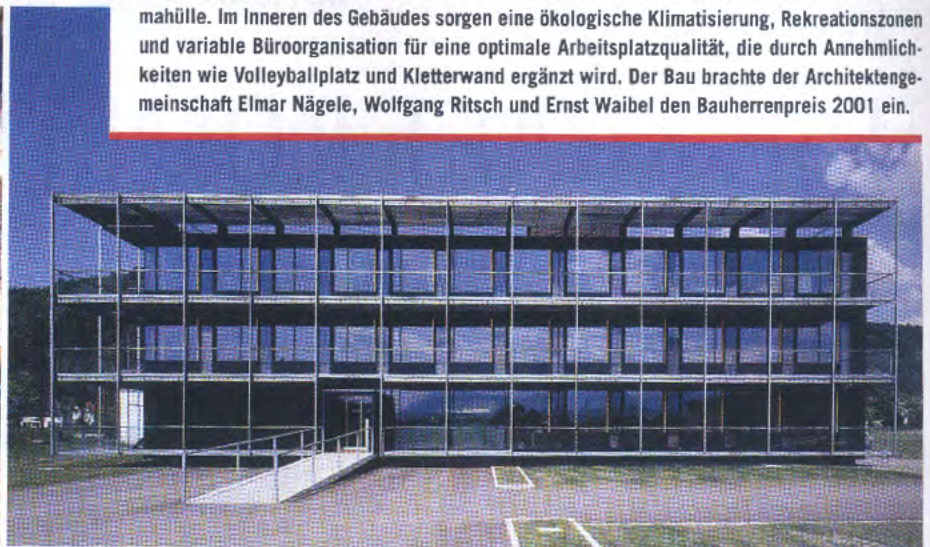 mahülle. Im Inneren des Gebäudes sorgen eine ökologische Klimatisierung, Rekreationszonen
und variable Büroorganisation für eine optimale Arbeitsplatzqualität, die durch Annehmlich-
keiten wie Volleyballplatz und Kletterwand ergänzt wird. Der Bau brachte der Architektenge-
meinschaft Elmar Nägele, Wolfgang Ritsch und Ernst Waibel den Bauherrenpreis 2001 ein.